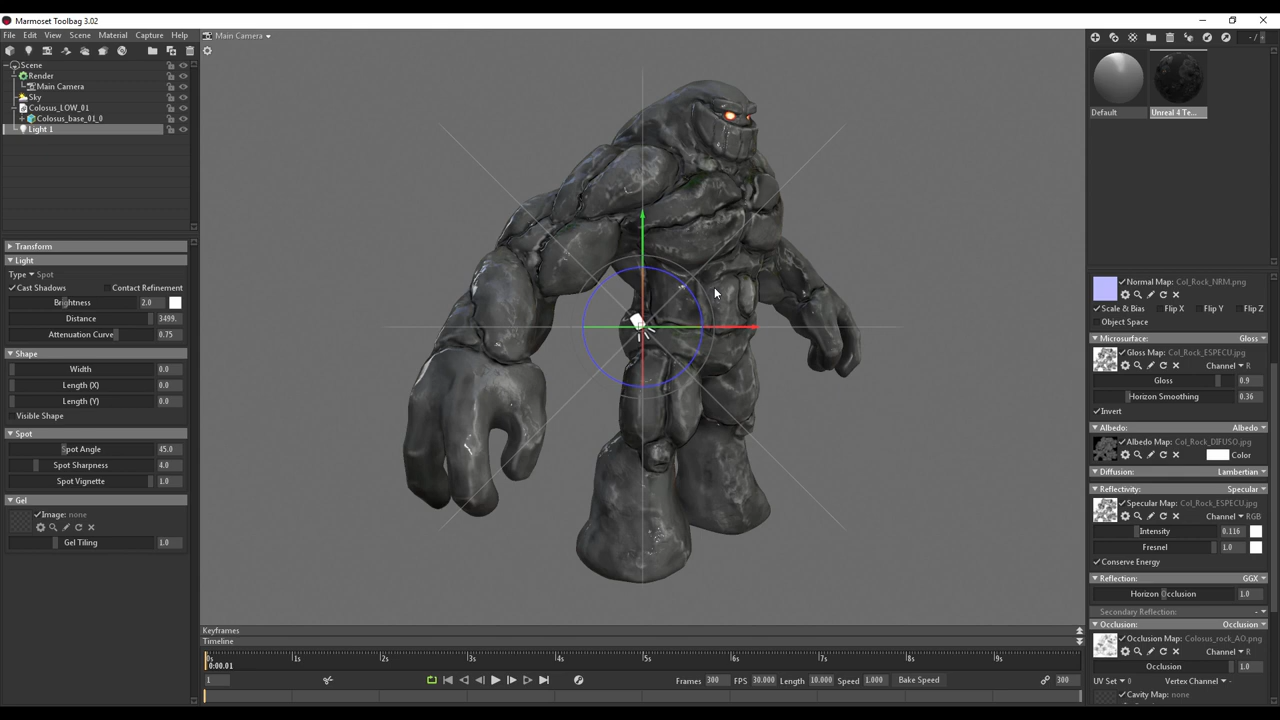 Marmoset Toolbag 3.02
File Edit View Scene Material Capture Help
Main Camera
- /
Scene
Render
Main Camera
Sky
Colosus_LOW_01
Colosus_base_01_0
Light 1
Default
Unreal 4 Te...
Transform
Light
Type Spot
Cast Shadows Contact Refinement
Brightness 2.0
Distance 3499.
Attenuation Curve 0.75
Shape
Width 0.0
Length (X) 0.0
Length (Y) 0.0
Visible Shape
Spot
Spot Angle 45.0
Spot Sharpness 4.0
Spot Vignette 1.0
Gel
Image: none
Gel Tiling 1.0
Normal Map: Col_Rock_NRM.png
Scale & Bias Flip X Flip Y Flip Z
Object Space
Microsurface: Gloss
Gloss Map: Col_Rock_ESPECU.jpg
Channel R
Gloss 0.9
Horizon Smoothing 0.36
Invert
Albedo: Albedo
Albedo Map: Col_Rock_DIFUSO.jpg
Color
Diffusion: Lambertian
Reflectivity: Specular
Specular Map: Col_Rock_ESPECU.jpg
Channel RGB
Intensity 0.116
Fresnel 1.0
Conserve Energy
Reflection: GGX
Horizon Occlusion 1.0
Secondary Reflection: -
Occlusion: Occlusion
Occlusion Map: Colosus_rock_AO.png
Channel R
Occlusion 1.0
UV Set 0 Vertex Channel -
Cavity Map: none
Keyframes
Timeline
0s 1s 2s 3s 4s 5s 6s 7s 8s 9s
0:00.01
1 Frames 300 FPS 30.000 Length 10.000 Speed 1.000 Bake Speed 300